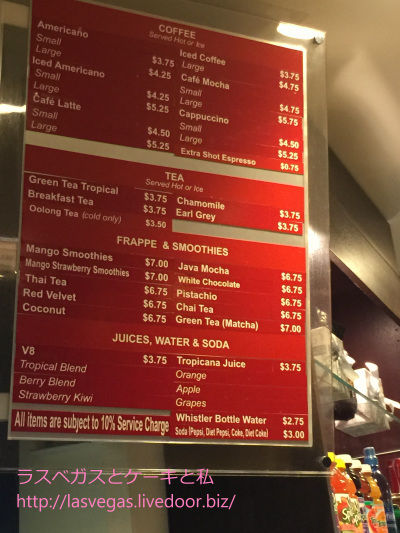 COFFEE
Served Hot or Ice
Americaño
Small $3.75
Large $4.25
Iced Americano
Small $4.25
Large $5.25
Café Latte
Small $4.50
Large $5.25
Iced Coffee
Large $3.75
Café Mocha $4.75
Small
Large $4.75
Cappuccino $5.75
Small
Large $4.50
$5.25
Extra Shot Espresso $0.75
TEA
Served Hot or Ice
Green Tea Tropical $3.75
Breakfast Tea $3.75
Oolong Tea (cold only) $3.50
Chamomile $3.75
Earl Grey $3.75
FRAPPE & SMOOTHIES
Mango Smoothies $7.00
Mango Strawberry Smoothies $7.00
Thai Tea $6.75
Red Velvet $6.75
Coconut $6.75
Java Mocha $6.75
White Chocolate $6.75
Pistachio $6.75
Chai Tea $6.75
Green Tea (Matcha) $7.00
JUICES, WATER & SODA
V8 $3.75
Tropical Blend
Berry Blend
Strawberry Kiwi
Tropicana Juice $3.75
Orange
Apple
Grapes
All items are subject to 10% Service Charge
Whistler Bottle Water $2.75
Soda (Pepsi, Diet Pepsi, Coke, Diet Coke) $3.00
ラスベガスとケーキと私
http://lasvegas.livedoor.biz/